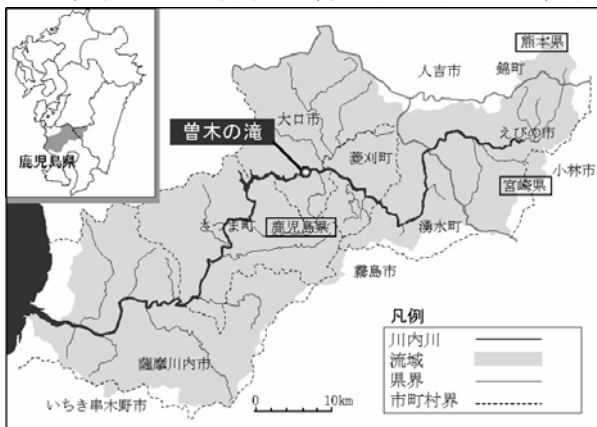 熊本県
人吉市
錦町
大口市
えびの市
曽木の滝
菱刈町
小林市
鹿児島県
宮崎県
さつま町
鹿児島県
湧水町
霧島市
凡例
川内川
流域
県界
市町村界
薩摩川内市
いちき串木野市
0
10km